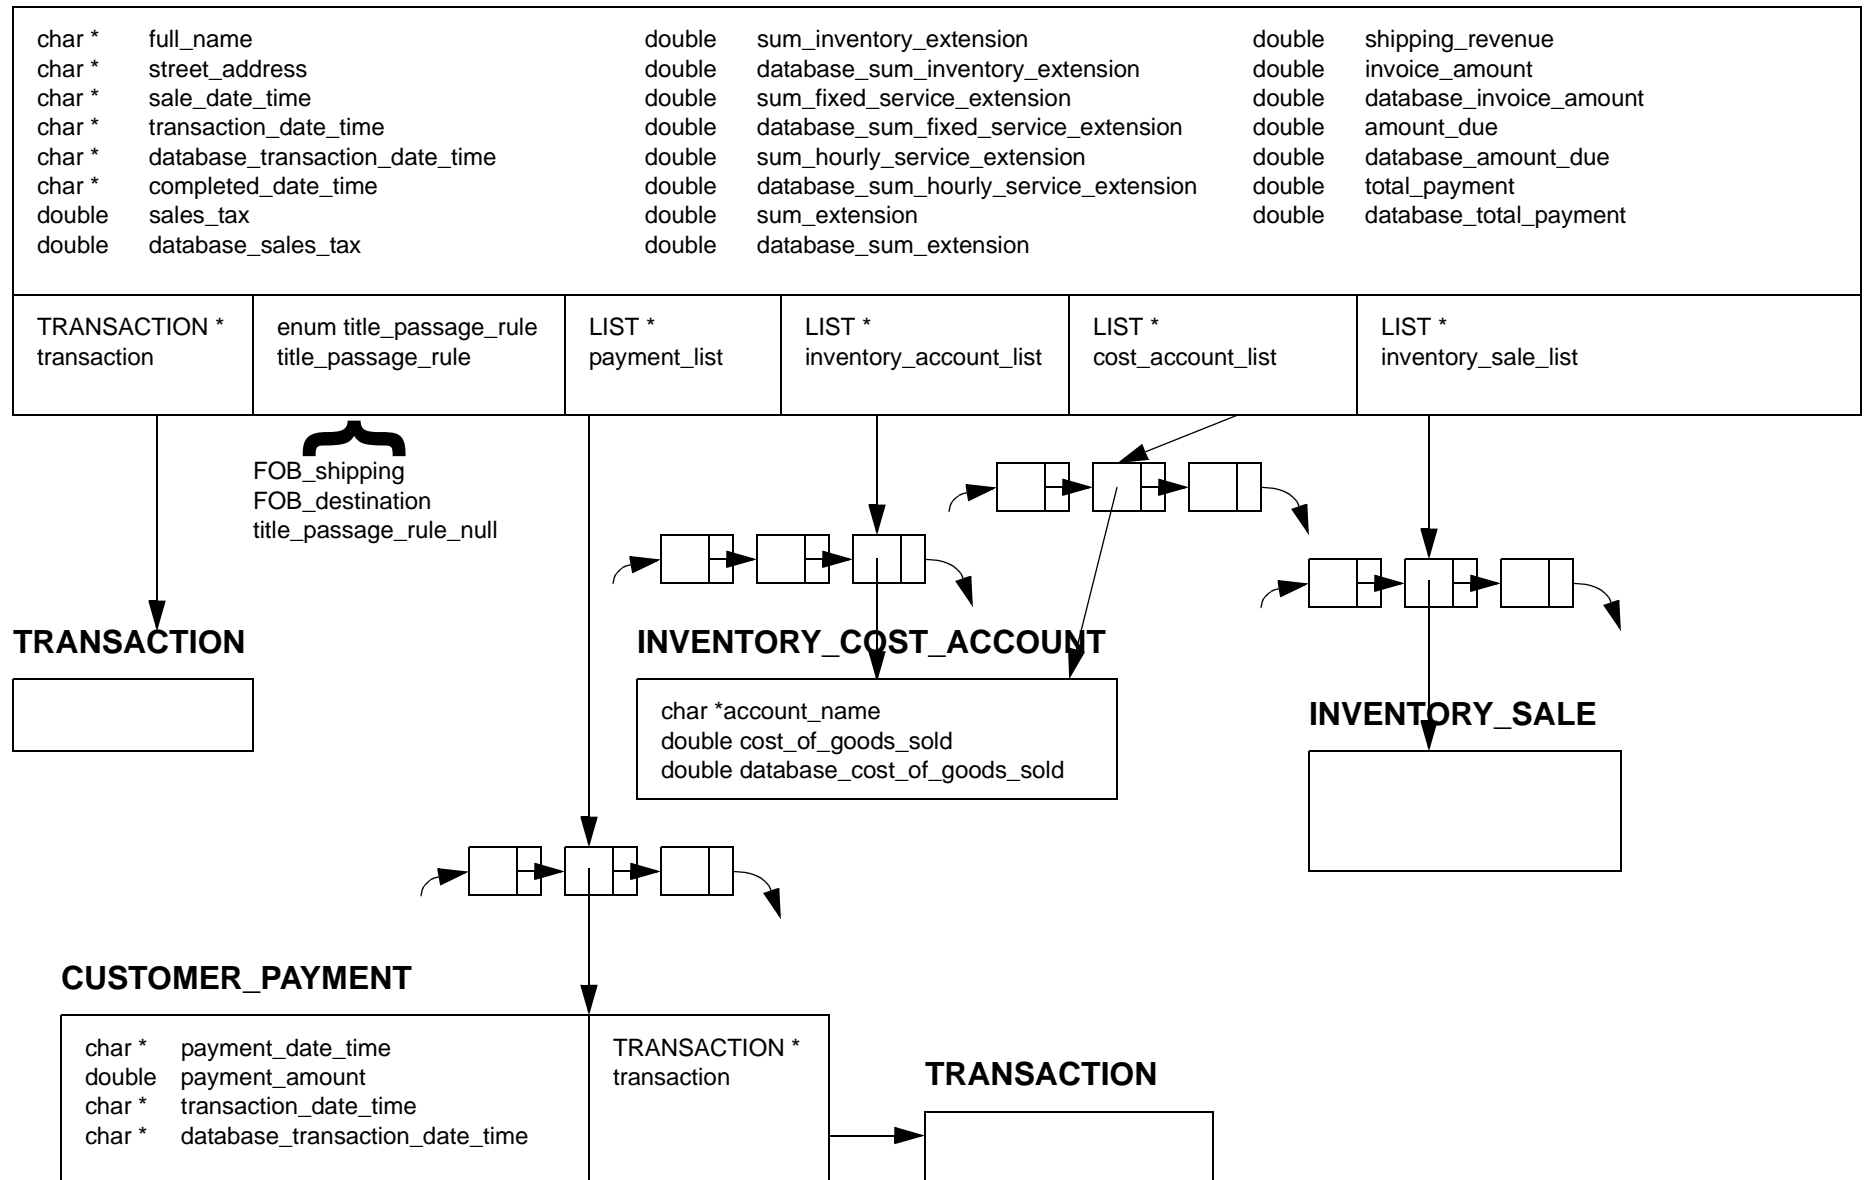 char * full_name
char * street_address
char * sale_date_time
char * transaction_date_time
char * database_transaction_date_time
char * completed_date_time
double sales_tax
double database_sales_tax
double sum_inventory_extension
double database_sum_inventory_extension
double sum_fixed_service_extension
double database_sum_fixed_service_extension
double sum_hourly_service_extension
double database_sum_hourly_service_extension
double sum_extension
double database_sum_extension
double shipping_revenue
double invoice_amount
double database_invoice_amount
double amount_due
double database_amount_due
double total_payment
double database_total_payment
TRANSACTION *
transaction
enum title_passage_rule
title_passage_rule
LIST *
payment_list
LIST *
inventory_account_list
LIST *
cost_account_list
LIST *
inventory_sale_list
FOB_shipping
FOB_destination
title_passage_rule_null
TRANSACTION
INVENTORY_COST_ACCOUNT
char *account_name
double cost_of_goods_sold
double database_cost_of_goods_sold
INVENTORY_SALE
CUSTOMER_PAYMENT
char * payment_date_time
double payment_amount
char * transaction_date_time
char * database_transaction_date_time
TRANSACTION *
transaction
TRANSACTION